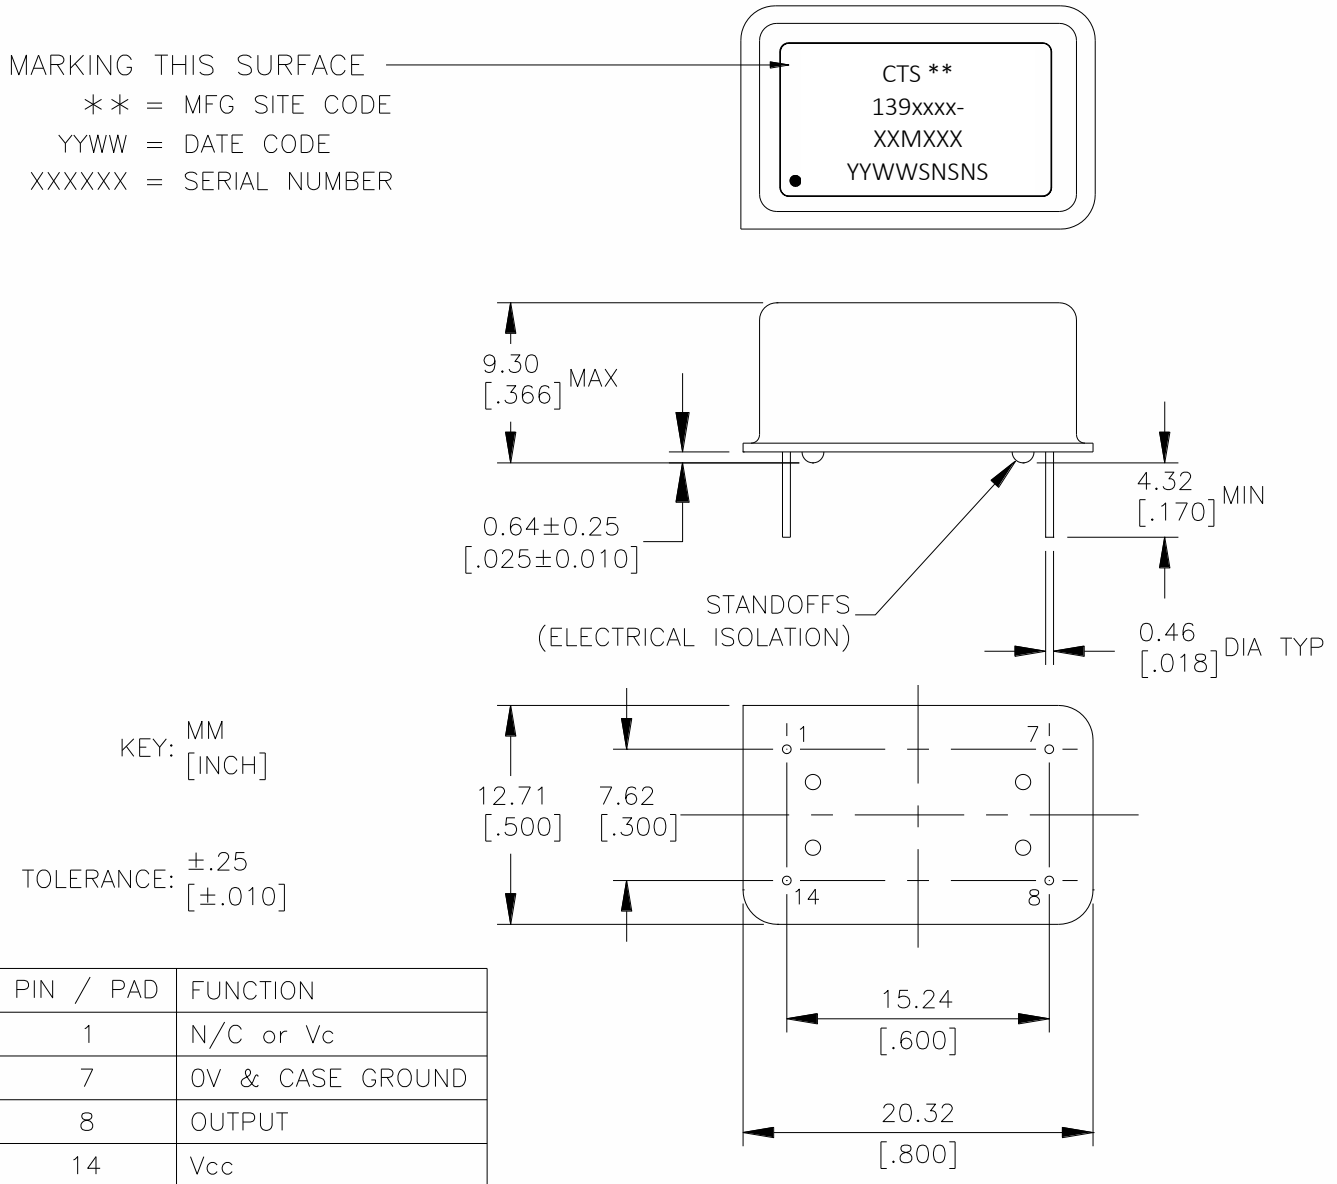 MARKING THIS SURFACE
** = MFG SITE CODE
YYWW = DATE CODE
XXXXXX = SERIAL NUMBER
CTS **
139xxxx-
XXMXXX
YYWWSNSNS
9.30
[.366] MAX
0.64±0.25
[.025±0.010]
4.32
[.170] MIN
STANDOFFS
(ELECTRICAL ISOLATION)
0.46
[.018] DIA TYP
KEY: MM
[INCH]
TOLERANCE: ±.25
[±.010]
12.71
[.500]
7.62
[.300]
1
7
14
8
15.24
[.600]
20.32
[.800]
PIN / PAD FUNCTION
1 N/C or Vc
7 0V & CASE GROUND
8 OUTPUT
14 Vcc